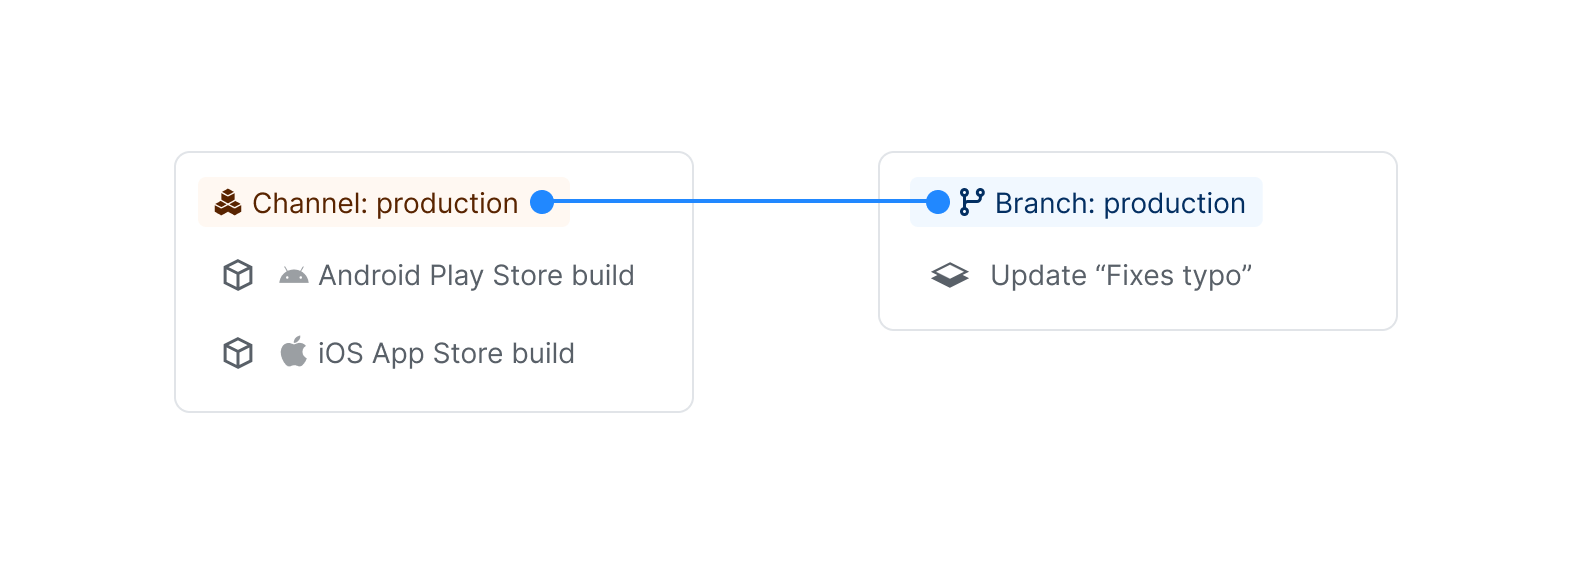 Channel: production
Android Play Store build
iOS App Store build
Branch: production
Update “Fixes typo”